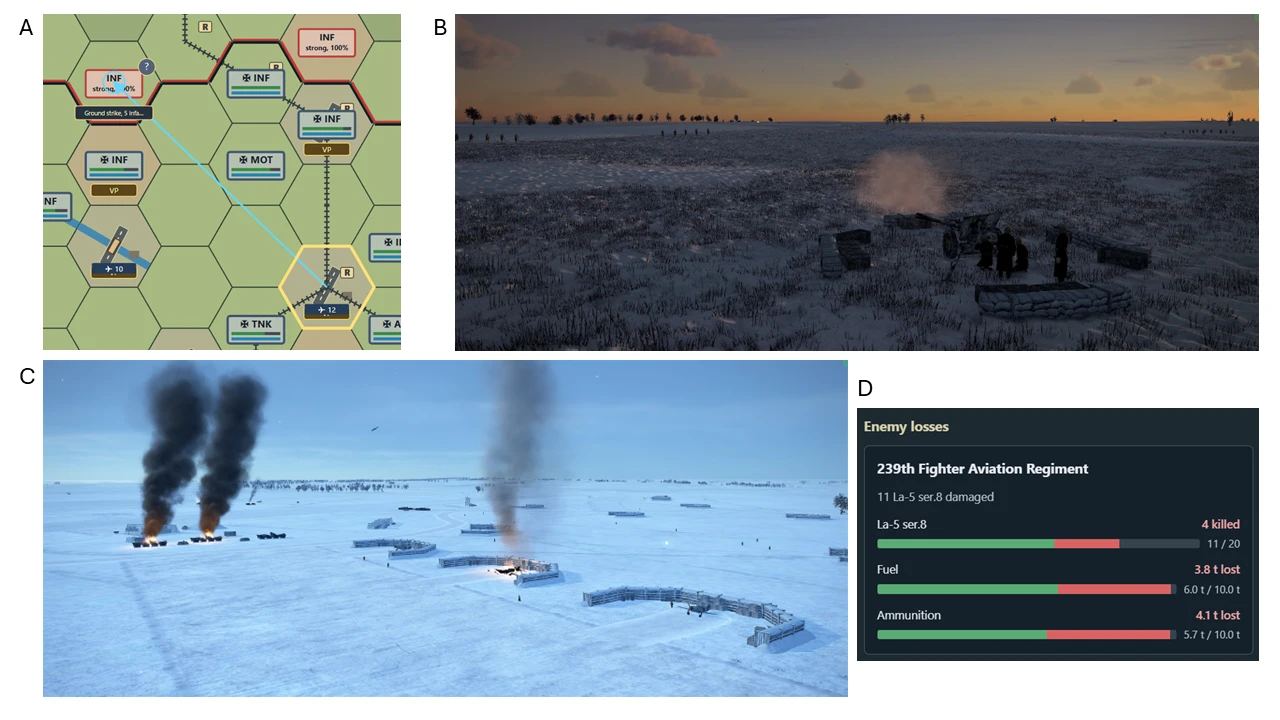 A
R
INF
strong, 100%
B
?
INF
R
INF
Ground strike, 5 Infa...
R
INF
INF
MOT
VP
VP
NF
10
R
12
TNK
A
C
D
Enemy losses
239th Fighter Aviation Regiment
11 La-5 ser.8 damaged
La-5 ser.8
4 killed
11 / 20
Fuel
3.8 t lost
6.0 t / 10.0 t
Ammunition
4.1 t lost
5.7 t / 10.0 t